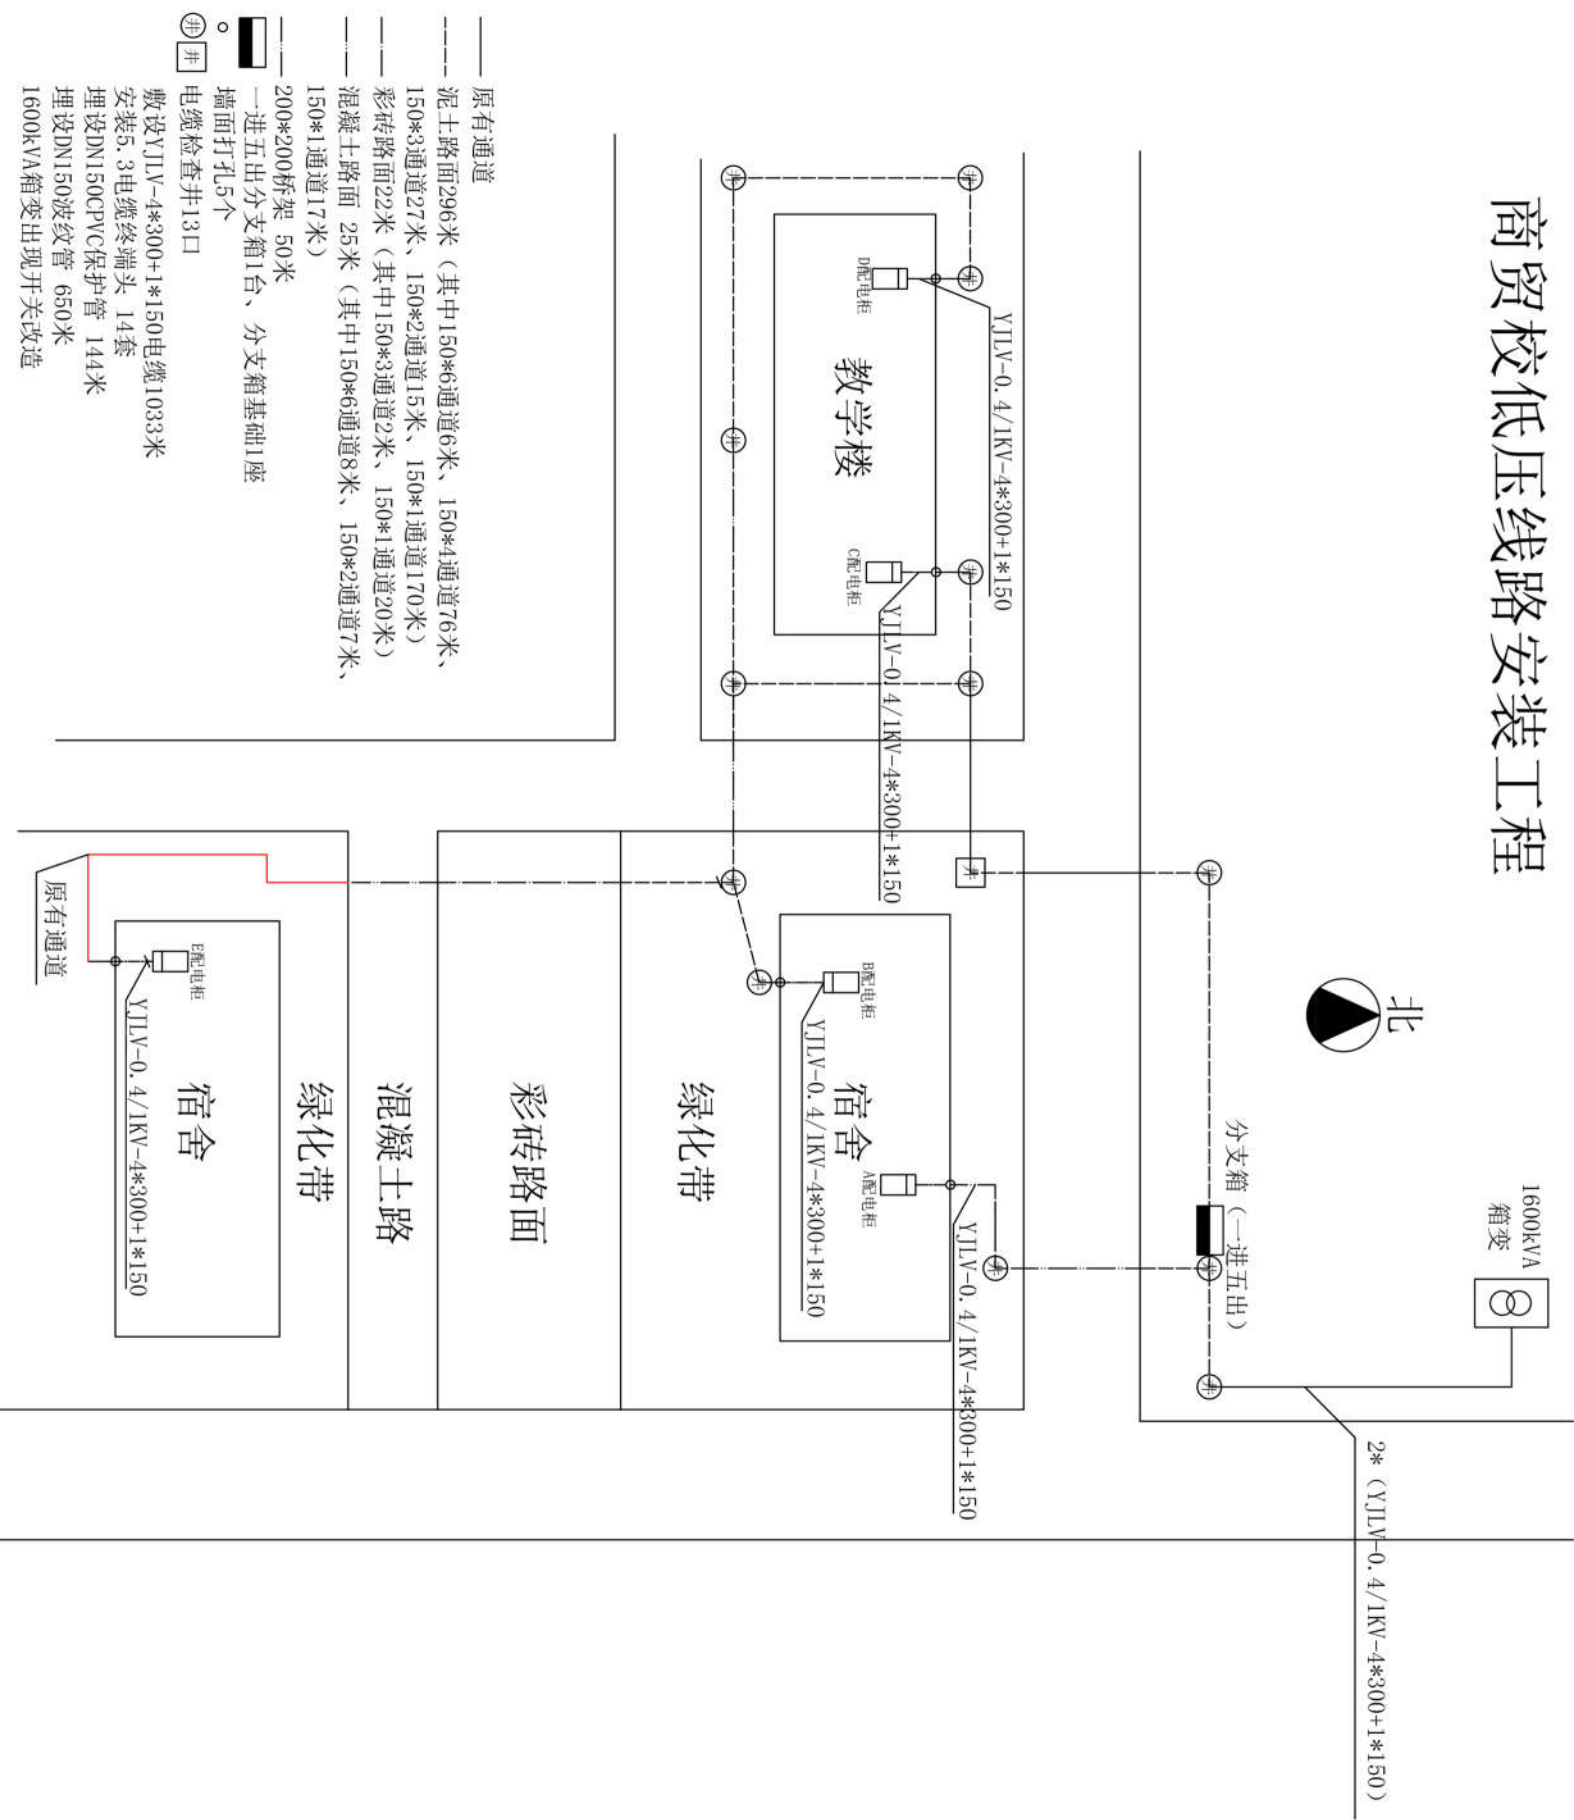 商贸校低压线路安装工程
1600kVA
箱变
北
2*（YJLV-0.4/1KV-4*300+1*150）
分支箱（一进五出）
井
井
井
YJLV-0.4/1KV-4*300+1*150
井
井
井
井
井
井
YJLV-0.4/1KV-4*300+1*150
YJLV-0.4/1KV-4*300+1*150
D配电柜
C配电柜
教学楼
A配电柜
B配电柜
宿舍
YJLV-0.4/1KV-4*300+1*150
井
井
井
井
井
绿化带
彩砖路面
混凝土路
绿化带
E配电柜
宿舍
YJLV-0.4/1KV-4*300+1*150
原有通道
原有通道
泥土路面296米（其中150*6通道6米、150*4通道76米、
150*3通道27米、150*2通道15米、150*1通道170米）
彩砖路面22米（其中150*3通道2米、150*1通道20米）
混凝土路面 25米（其中150*6通道8米、150*2通道7米、
150*1通道17米）
200*200桥架 50米
一进五出分支箱1台、分支箱基础1座
墙面打孔5个
井 井 电缆检查井13口
敷设YJLV-4*300+1*150电缆1033米
安装5.3电缆终端头 14套
埋设DN150CPVC保护管 144米
埋设DN150波纹管 650米
1600kVA箱变出现开关改造